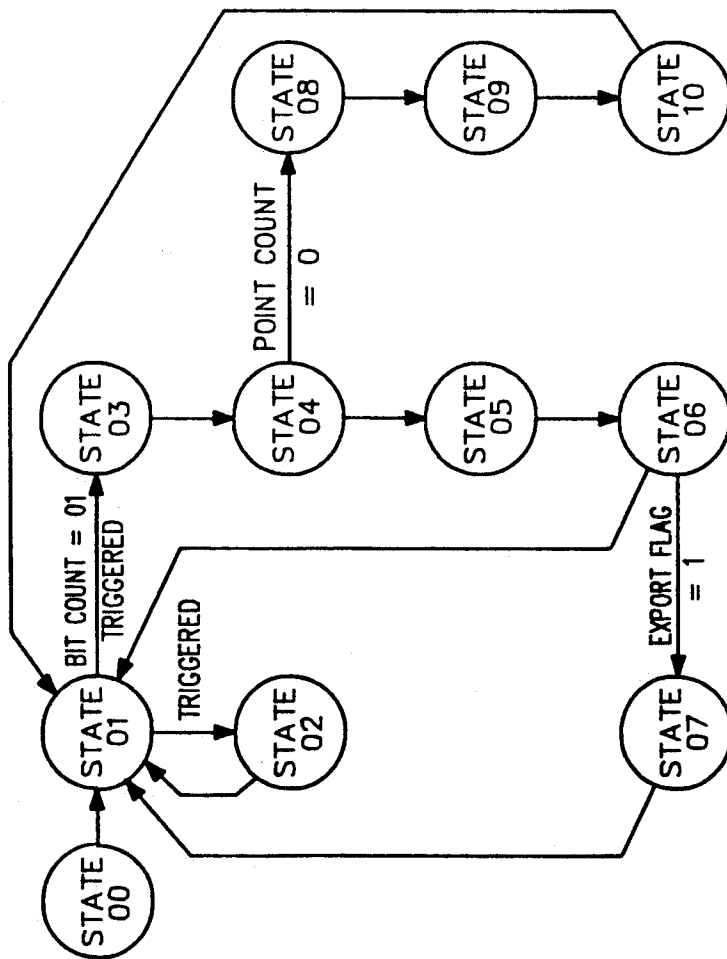 STATE
00
STATE
01
BIT COUNT = 01
TRIGGERED
STATE
03
TRIGGERED
STATE
02
STATE
04
POINT COUNT
= 0
STATE
08
STATE
05
STATE
09
STATE
07
EXPORT FLAG
= 1
STATE
06
STATE
10